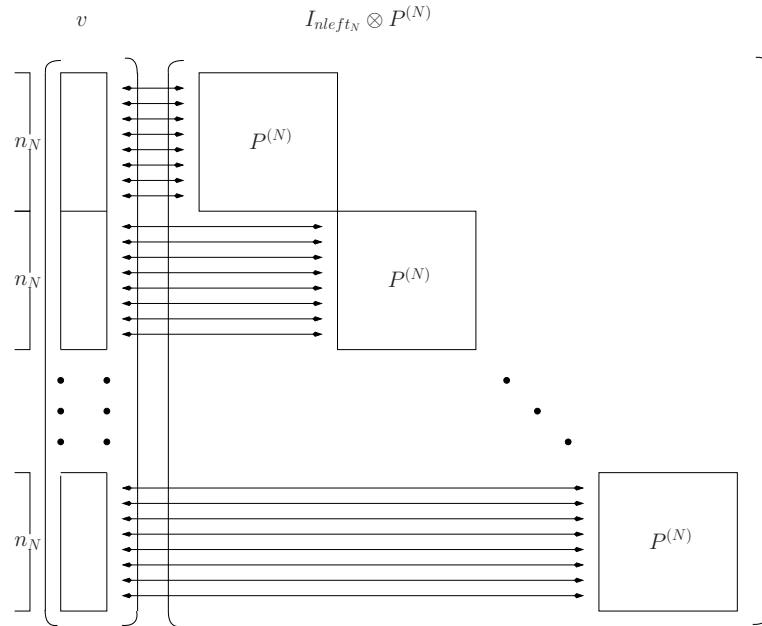 v
I_{nleft_N} ⊗ P^{(N)}
n_N
P^{(N)}
n_N
P^{(N)}
n_N
P^{(N)}